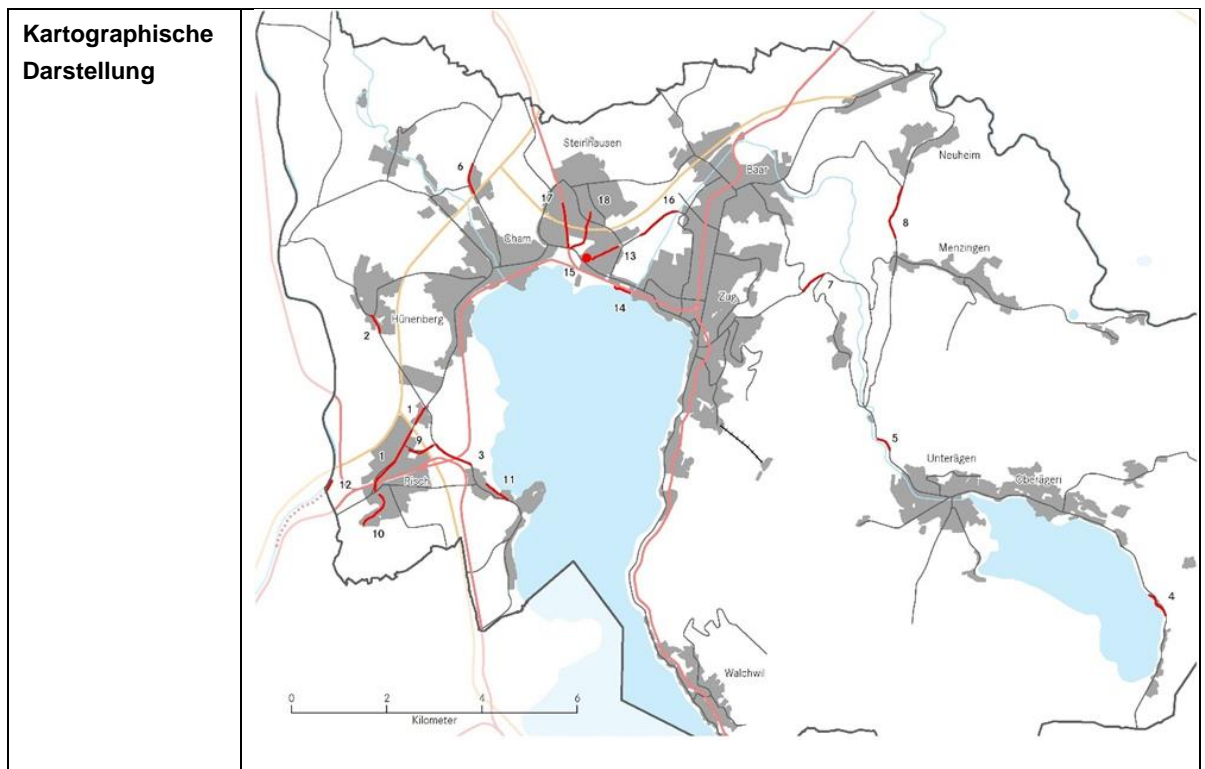 Kartographische
Darstellung
Steinhausen
Neuheim
Baar
6
17
18
16
8
Cham
13
Menzingen
15
7
14
Zug
Hünenberg
2
1
9
1
3
5
Unterägeri
Oberägeri
Risch
11
12
10
4
Walchwil
0
2
4
6
Kilometer